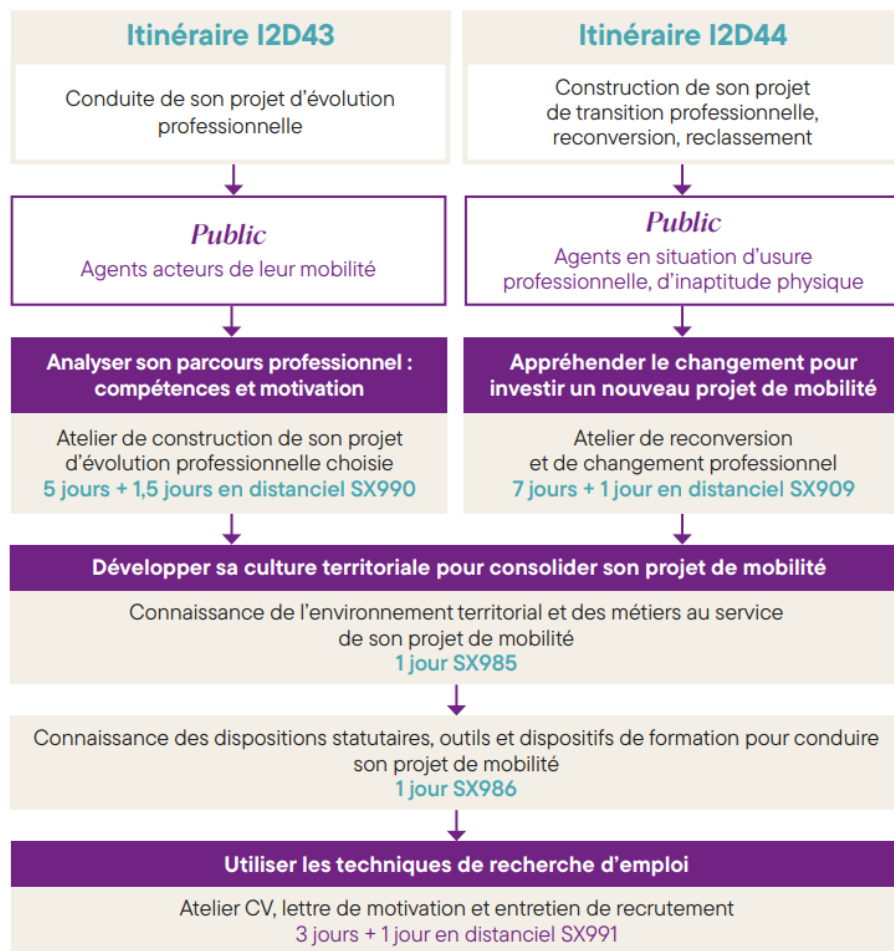 Itinéraire I2D43
Conduite de son projet d'évolution
professionnelle
Public
Agents acteurs de leur mobilité
Analyser son parcours professionnel :
compétences et motivation
Atelier de construction de son projet
d'évolution professionnelle choisie
5 jours + 1,5 jours en distanciel SX990
Itinéraire I2D44
Construction de son projet
de transition professionnelle,
reconversion, reclassement
Public
Agents en situation d'usure
professionnelle, d'inaptitude physique
Appréhender le changement pour
investir un nouveau projet de mobilité
Atelier de reconversion
et de changement professionnel
7 jours + 1 jour en distanciel SX909
Développer sa culture territoriale pour consolider son projet de mobilité
Connaissance de l'environnement territorial et des métiers au service
de son projet de mobilité
1 jour SX985
Connaissance des dispositions statutaires, outils et dispositifs de formation pour conduire
son projet de mobilité
1 jour SX986
Utiliser les techniques de recherche d'emploi
Atelier CV, lettre de motivation et entretien de recrutement
3 jours + 1 jour en distanciel SX991